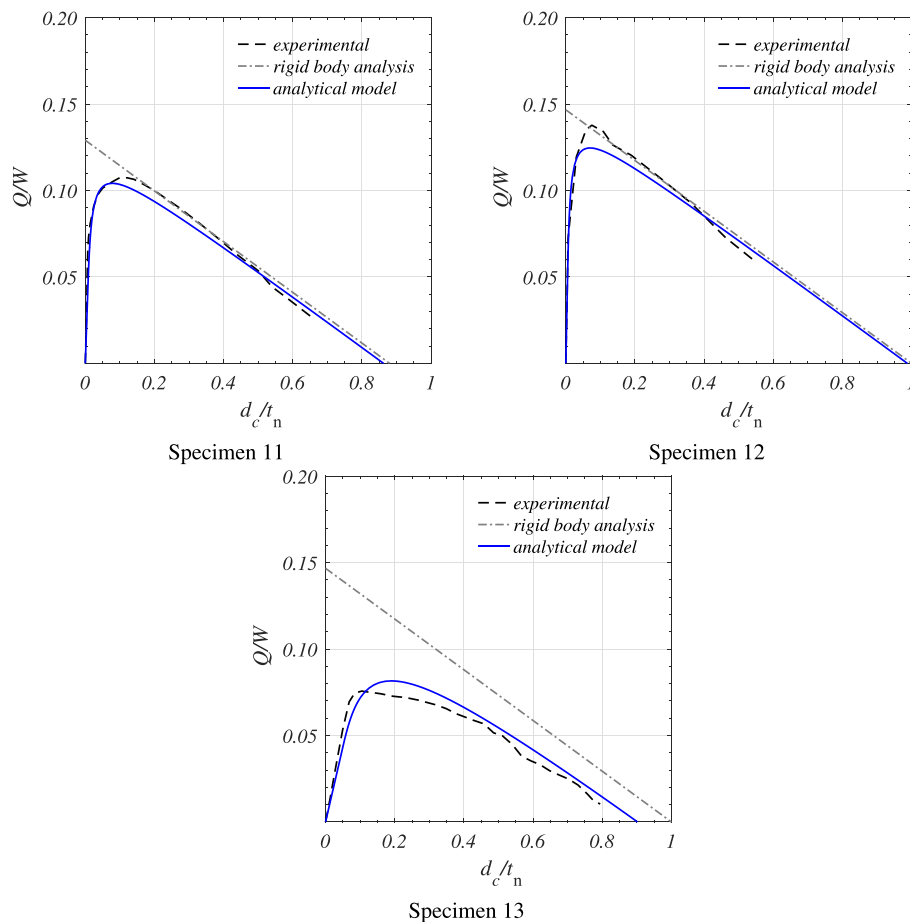 0.20
0.15
0.10
0.05
Q/W
experimental
rigid body analysis
analytical model
0 0.2 0.4 0.6 0.8 1
d_c/t_n
Specimen 11
0.20
0.15
0.10
0.05
Q/W
experimental
rigid body analysis
analytical model
0 0.2 0.4 0.6 0.8 1
d_c/t_n
Specimen 12
0.20
0.15
0.10
0.05
Q/W
experimental
rigid body analysis
analytical model
0 0.2 0.4 0.6 0.8 1
d_c/t_n
Specimen 13